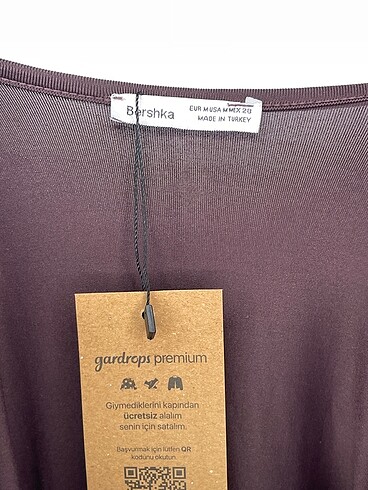 Bershka
EUR M USA M MEX 28
MADE IN TURKEY
gardrops premium
Giymediklerini kapından
ücretsiz alalım
senin için satalım.
Başvurmak için lütfen QR
kodunu okutun.